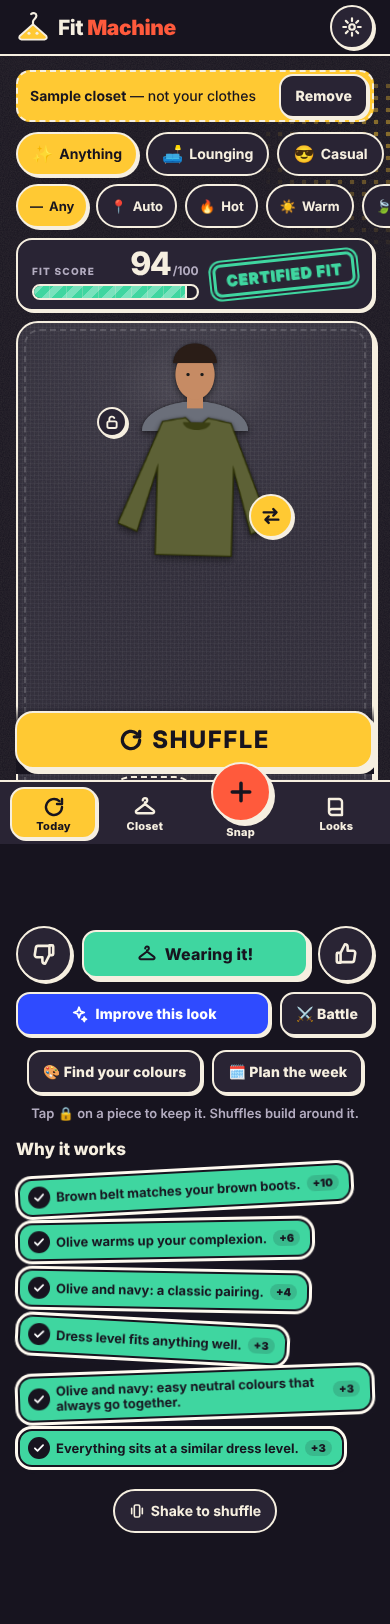 Fit Machine
Sample closet — not your clothes
Remove
✨ Anything
🛋️ Lounging
😎 Casual
— Any
📍 Auto
🔥 Hot
☀️ Warm
FIT SCORE
94/100
CERTIFIED FIT
SHUFFLE
Today
Closet
Snap
Looks
Wearing it!
Improve this look
⚔️ Battle
🎨 Find your colours
🗓️ Plan the week
Tap 🔒 on a piece to keep it. Shuffles build around it.
Why it works
Brown belt matches your brown boots. +10
Olive warms up your complexion. +6
Olive and navy: a classic pairing. +4
Dress level fits anything well. +3
Olive and navy: easy neutral colours that +3
always go together.
Everything sits at a similar dress level. +3
Shake to shuffle